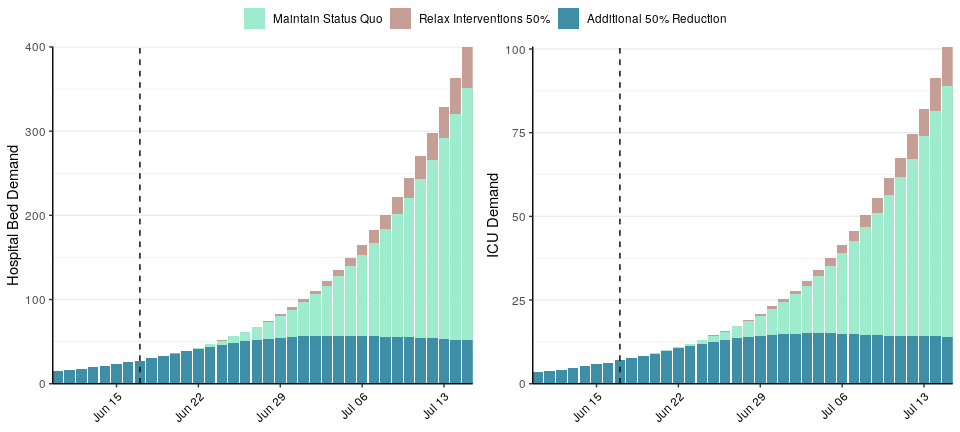 Maintain Status Quo Relax Interventions 50% Additional 50% Reduction
Hospital Bed Demand
400
300
200
100
0
Jun 15 Jun 22 Jun 29 Jul 06 Jul 13
ICU Demand
100
75
50
25
0
Jun 15 Jun 22 Jun 29 Jul 06 Jul 13